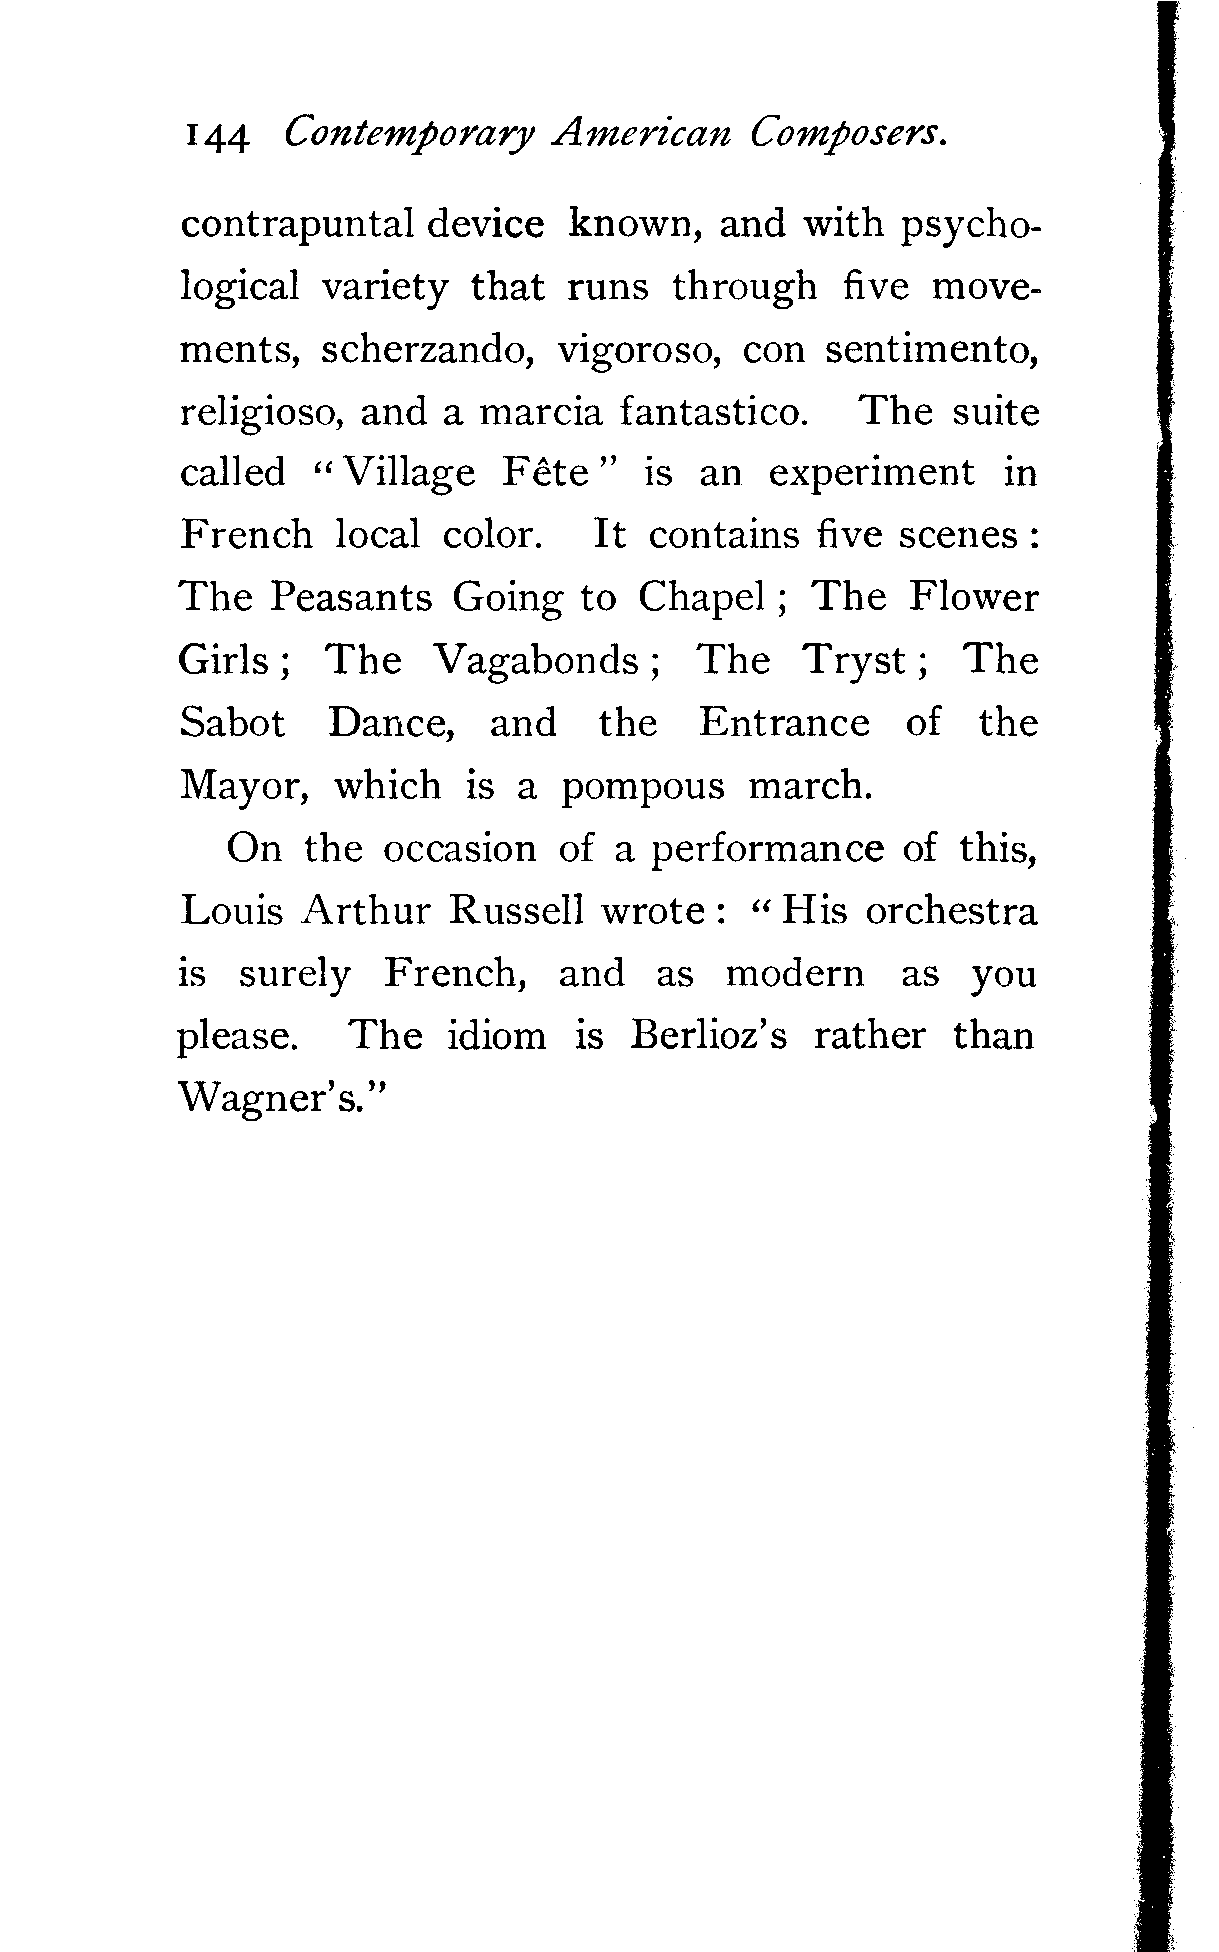 144 Contemporary American Composers.
contrapuntal device known, and with psycho-
logical variety that runs through five move-
ments, scherzando, vigoroso, con sentimento,
religioso, and a marcia fantastico. The suite
called “ Village Fête ” is an experiment in
French local color. It contains five scenes :
The Peasants Going to Chapel ; The Flower
Girls ; The Vagabonds ; The Tryst ; The
Sabot Dance, and the Entrance of the
Mayor, which is a pompous march.
On the occasion of a performance of this,
Louis Arthur Russell wrote : “ His orchestra
is surely French, and as modern as you
please. The idiom is Berlioz’s rather than
Wagner’s.”